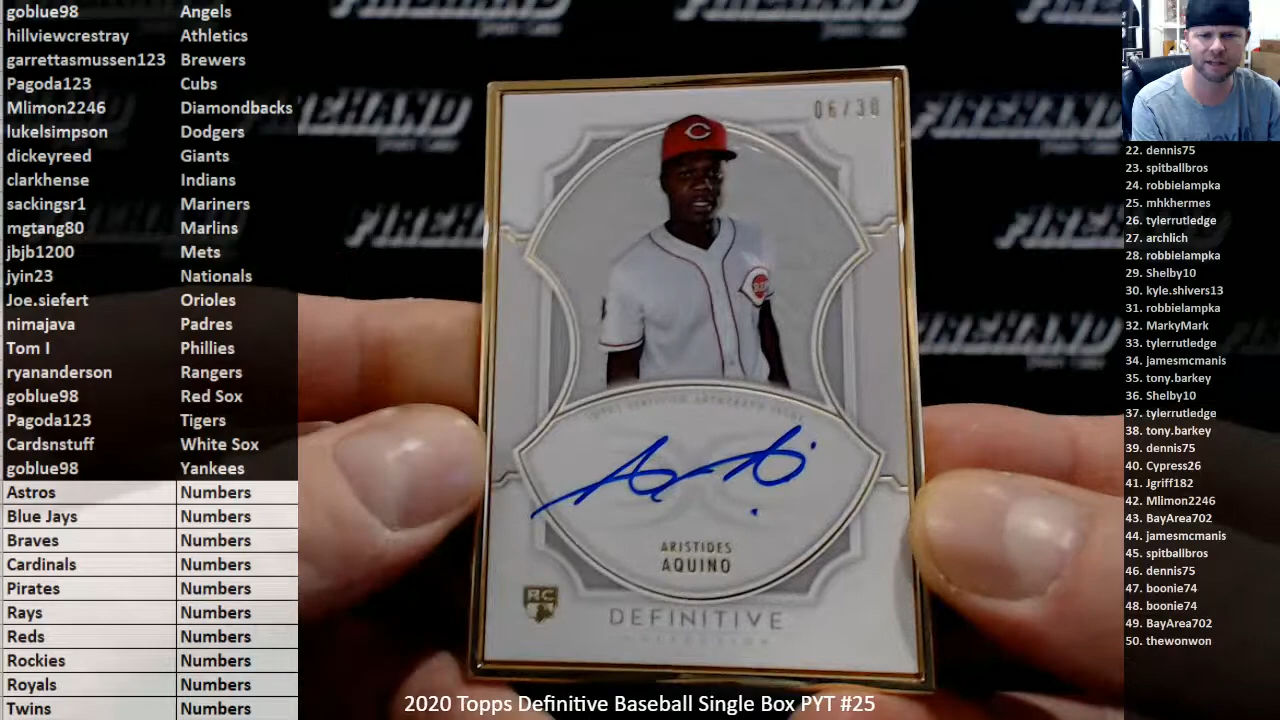 goblue98 Angels
hillviewcrestray Athletics
garrettasmussen123 Brewers
Pagoda123 Cubs
Mlimon2246 Diamondbacks
lukelsimpson Dodgers
dickeyreed Giants
clarkhense Indians
sackingsr1 Mariners
mgtang80 Marlins
jbjb1200 Mets
jyin23 Nationals
Joe.siefert Orioles
nimajava Padres
Tom I Phillies
ryananderson Rangers
goblue98 Red Sox
Pagoda123 Tigers
Cardsnstuff White Sox
goblue98 Yankees
Astros Numbers
Blue Jays Numbers
Braves Numbers
Cardinals Numbers
Pirates Numbers
Rays Numbers
Reds Numbers
Rockies Numbers
Royals Numbers
Twins Numbers
FIREHAND
06/30
TOPPS CERTIFIED AUTOGRAPH ISSUE
ARISTIDES
AQUINO
RC
DEFINITIVE
COLLECTION
2020 Topps Definitive Baseball Single Box PYT #25
22. dennis75
23. spitballbros
24. robbielampka
25. mhkhermes
26. tylerrutledge
27. archlich
28. robbielampka
29. Shelby10
30. kyle.shivers13
31. robbielampka
32. MarkyMark
33. tylerrutledge
34. jamesmcmanis
35. tony.barkey
36. Shelby10
37. tylerrutledge
38. tony.barkey
39. dennis75
40. Cypress26
41. Jgriff182
42. Mlimon2246
43. BayArea702
44. jamesmcmanis
45. spitballbros
46. dennis75
47. boonie74
48. boonie74
49. BayArea702
50. thewonwon